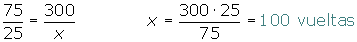 75/25 = 300/x    x = 300 · 25/75 = 100 vueltas